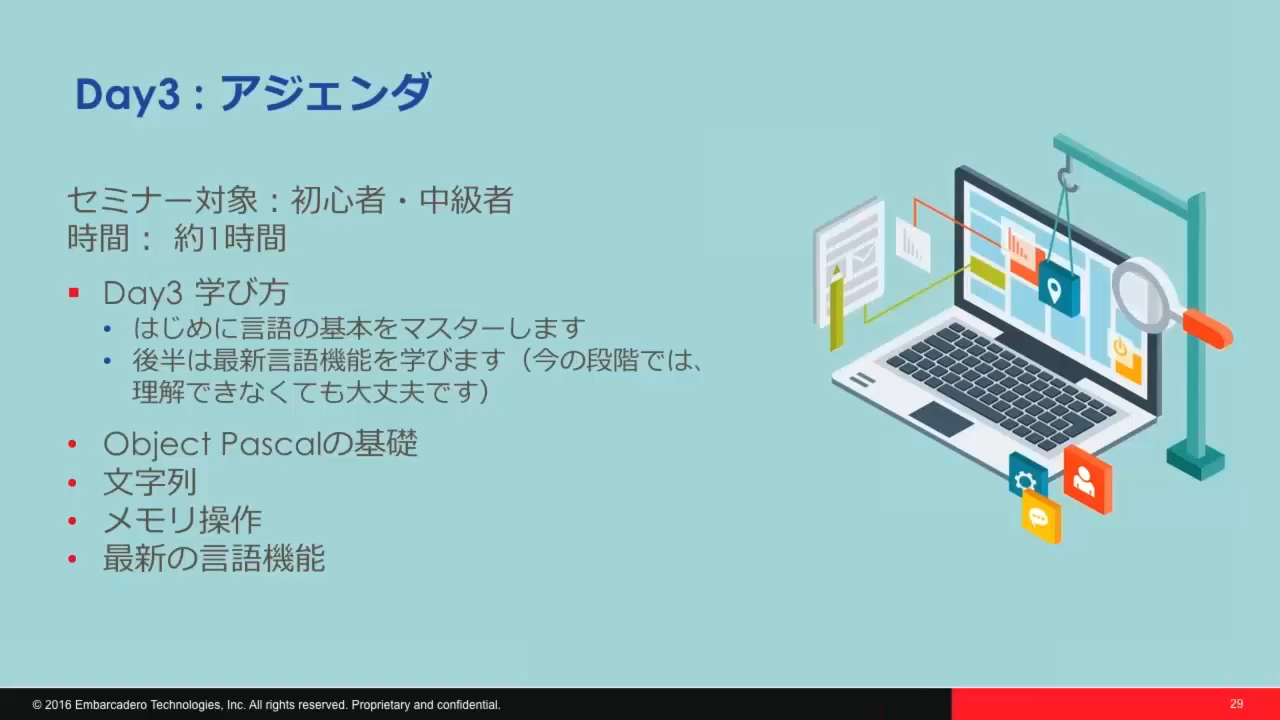 Day3：アジェンダ
セミナー対象：初心者・中級者
時間： 約1時間
▪ Day3 学び方
• はじめに言語の基本をマスターします
• 後半は最新言語機能を学びます（今の段階では、
理解できなくても大丈夫です）
• Object Pascalの基礎
• 文字列
• メモリ操作
• 最新の言語機能
© 2016 Embarcadero Technologies, Inc. All rights reserved. Proprietary and confidential.
29